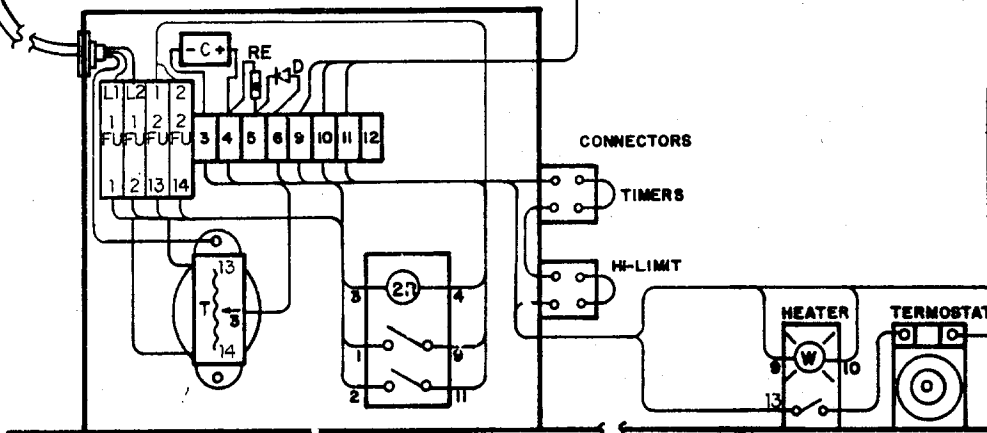 - C +
RE
D
L1 L2 1 2
1 1 2 2
FU FU FU FU
3 4 5 6 9 10 11 12
1 2 13 14
CONNECTORS
TIMERS
HI-LIMIT
13
T
3
14
3 4
1 9
2 11
HEATER
TERMOSTAT
W
9 10
13